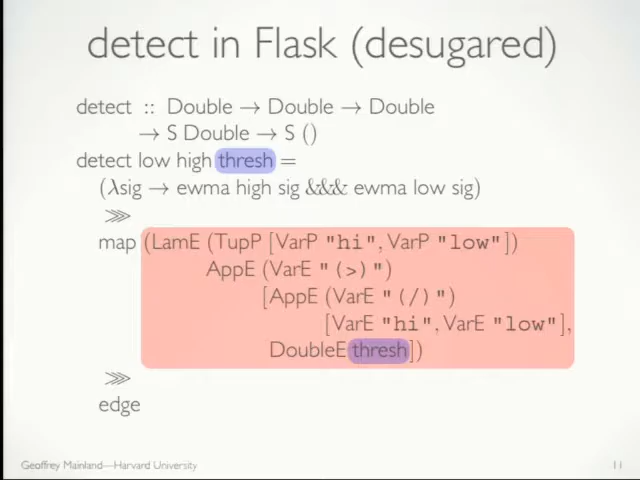 detect in Flask (desugared)
detect :: Double → Double → Double
→ S Double → S ()
detect low high thresh =
(λsig → ewma high sig &&& ewma low sig)
⋙
map (LamE (TupP [VarP "hi", VarP "low"])
AppE (VarE "(>)")
[AppE (VarE "(/)")
[VarE "hi", VarE "low"],
DoubleE thresh])
⋙
edge
Geoffrey Mainland—Harvard University
11